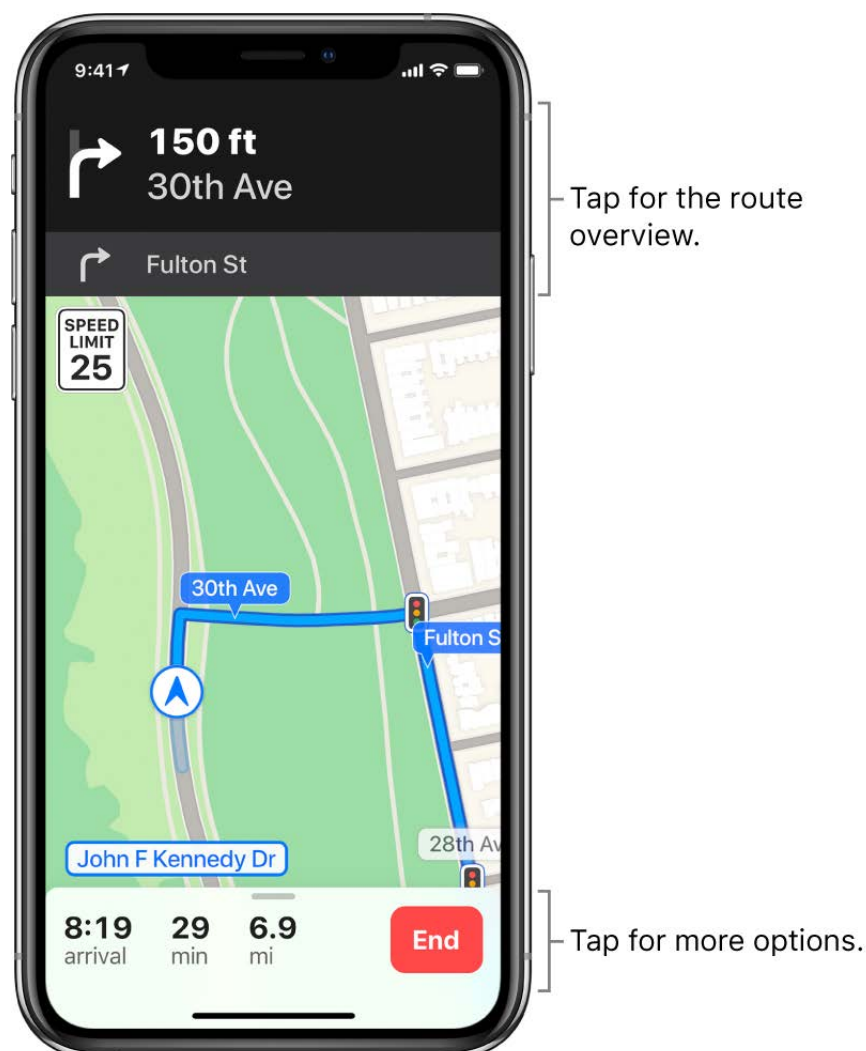 9:41
150 ft
30th Ave
Fulton St
Tap for the route
overview.
SPEED
LIMIT
25
30th Ave
Fulton S
28th Av
John F Kennedy Dr
8:19 29 6.9
arrival min mi
End
Tap for more options.